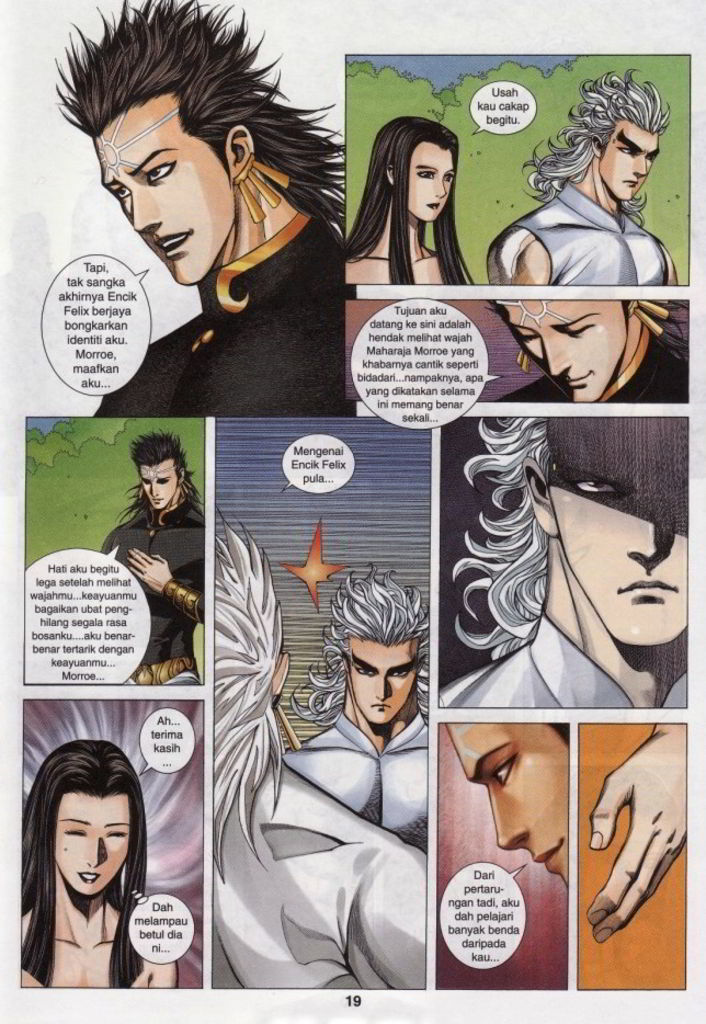 Tapi,
tak sangka
akhirnya Encik
Felix berjaya
bongkarkan
identiti aku.
Morroe,
maafkan
aku...
Usah
kau cakap
begitu.
Tujuan aku
datang ke sini adalah
hendak melihat wajah
Maharaja Morroe yang
khabarnya cantik seperti
bidadari...nampaknya, apa
yang dikatakan selama
ini memang benar
sekali...
Hati aku begitu
lega setelah melihat
wajahmu...keayuanmu
bagaikan ubat peng-
hilang segala rasa
bosanku....aku benar-
benar tertarik dengan
keayuanmu...
Morroe...
Ah...
terima
kasih
...
Dah
melampau
betul dia
ni...
Mengenai
Encik Felix
pula...
Dari
pertaru-
ngan tadi, aku
dah pelajari
banyak benda
daripada
kau...
19